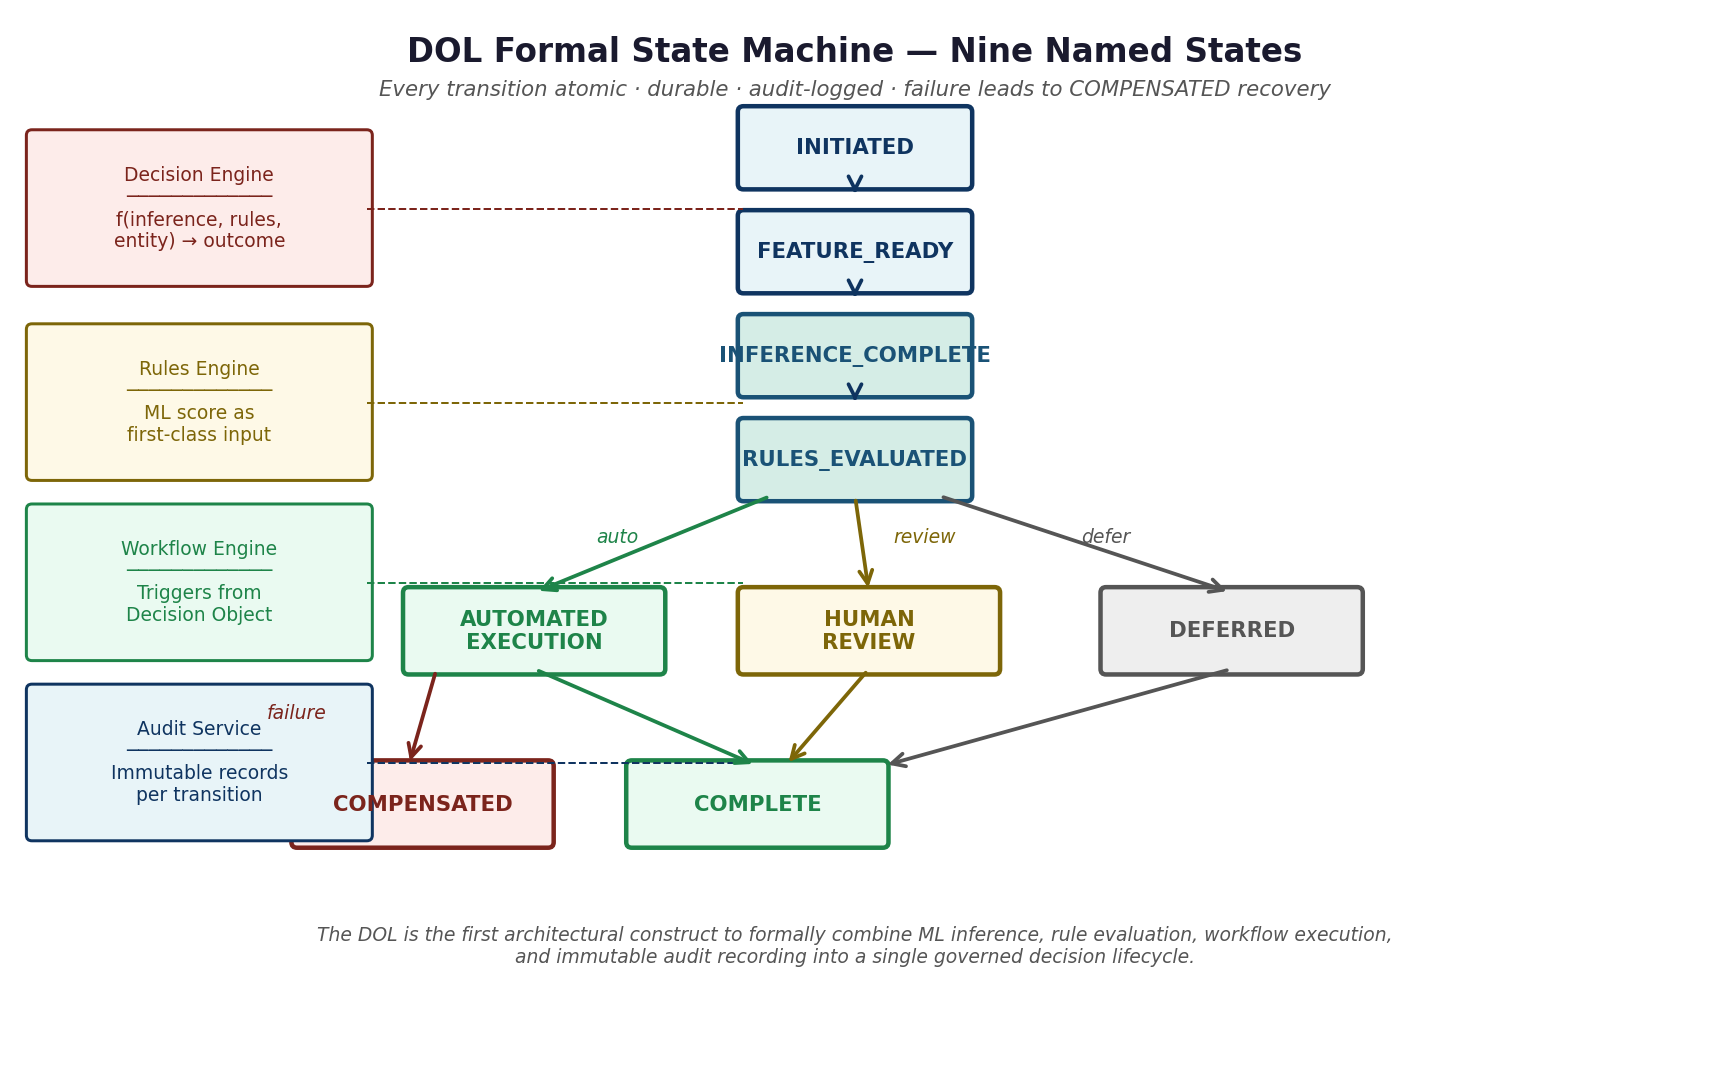 DOL Formal State Machine — Nine Named States
Every transition atomic · durable · audit-logged · failure leads to COMPENSATED recovery
INITIATED
Decision Engine
f(inference, rules,
entity) → outcome
FEATURE_READY
INFERENCE_COMPLETE
Rules Engine
ML score as
first-class input
RULES_EVALUATED
auto
review
defer
Workflow Engine
Triggers from
Decision Object
AUTOMATED
EXECUTION
HUMAN
REVIEW
DEFERRED
failure
Audit Service
Immutable records
per transition
COMPENSATED
COMPLETE
The DOL is the first architectural construct to formally combine ML inference, rule evaluation, workflow execution,
and immutable audit recording into a single governed decision lifecycle.